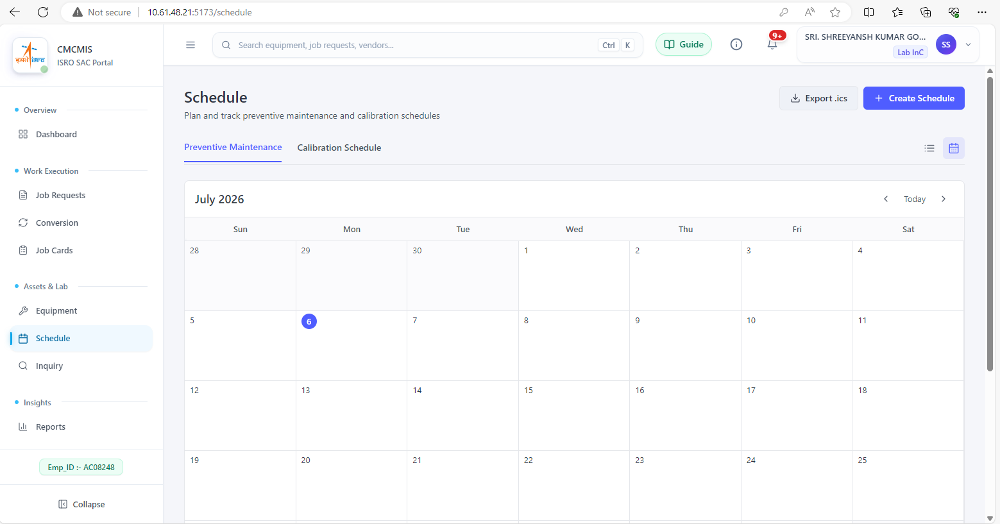 Not secure
10.61.48.21:5173/schedule
इसरो isro
CMCMIS
ISRO SAC Portal
Search equipment, job requests, vendors...
Ctrl K
Guide
9+
SRI. SHREEYANSH KUMAR GO...
Lab InC
SS
Overview
Dashboard
Work Execution
Job Requests
Conversion
Job Cards
Assets & Lab
Equipment
Schedule
Inquiry
Insights
Reports
Emp_ID :- AC08248
Collapse
Schedule
Plan and track preventive maintenance and calibration schedules
Export .ics
Create Schedule
Preventive Maintenance
Calibration Schedule
July 2026
Today
Sun Mon Tue Wed Thu Fri Sat
28 29 30 1 2 3 4
5 6 7 8 9 10 11
12 13 14 15 16 17 18
19 20 21 22 23 24 25